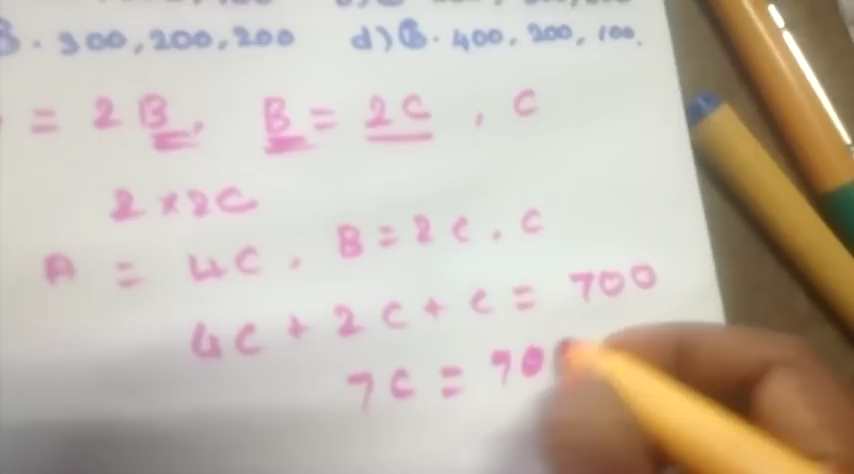 . 300, 200, 200 d) ₲. 400, 200, 100.
= 2B, B = 2C, C
2 × 2C
A = 4C. B = 2C, C
4C + 2C + C = 700
7C = 70